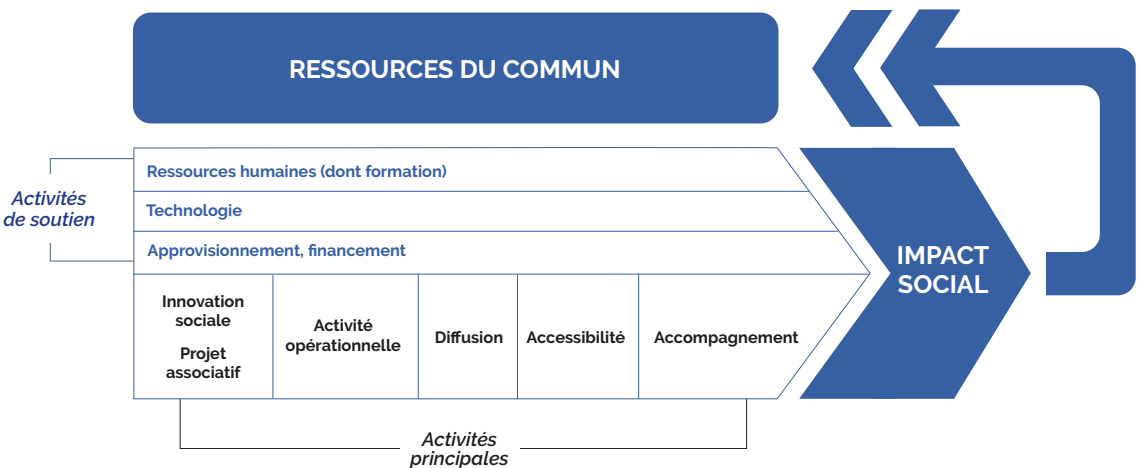 RESSOURCES DU COMMUN
Ressources humaines (dont formation)
Activités
de soutien
Technologie
Approvisionnement, financement
IMPACT
SOCIAL
Innovation
sociale
Projet
associatif
Activité
opérationnelle
Diffusion
Accessibilité
Accompagnement
Activités
principales